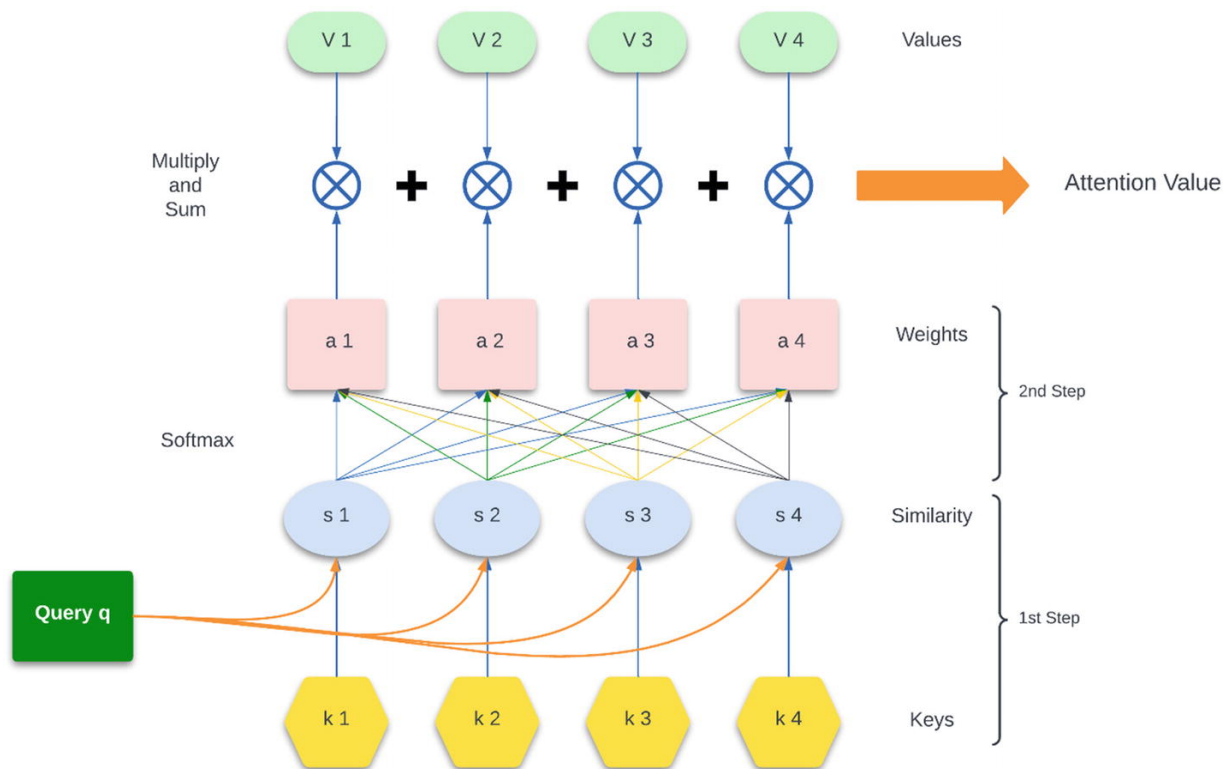 V 1
V 2
V 3
V 4
Values
Multiply
and
Sum
Attention Value
a 1
a 2
a 3
a 4
Weights
2nd Step
Softmax
s 1
s 2
s 3
s 4
Similarity
Query q
1st Step
k 1
k 2
k 3
k 4
Keys